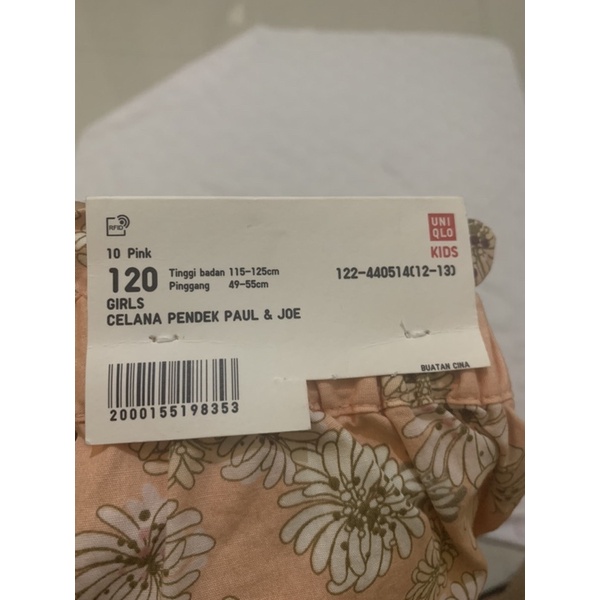 RFID
UNI
QLO
KIDS
10 Pink
120 Tinggi badan 115-125cm
Pinggang 49-55cm
122-440514(12-13)
GIRLS
CELANA PENDEK PAUL & JOE
BUATAN CINA
2000155198353